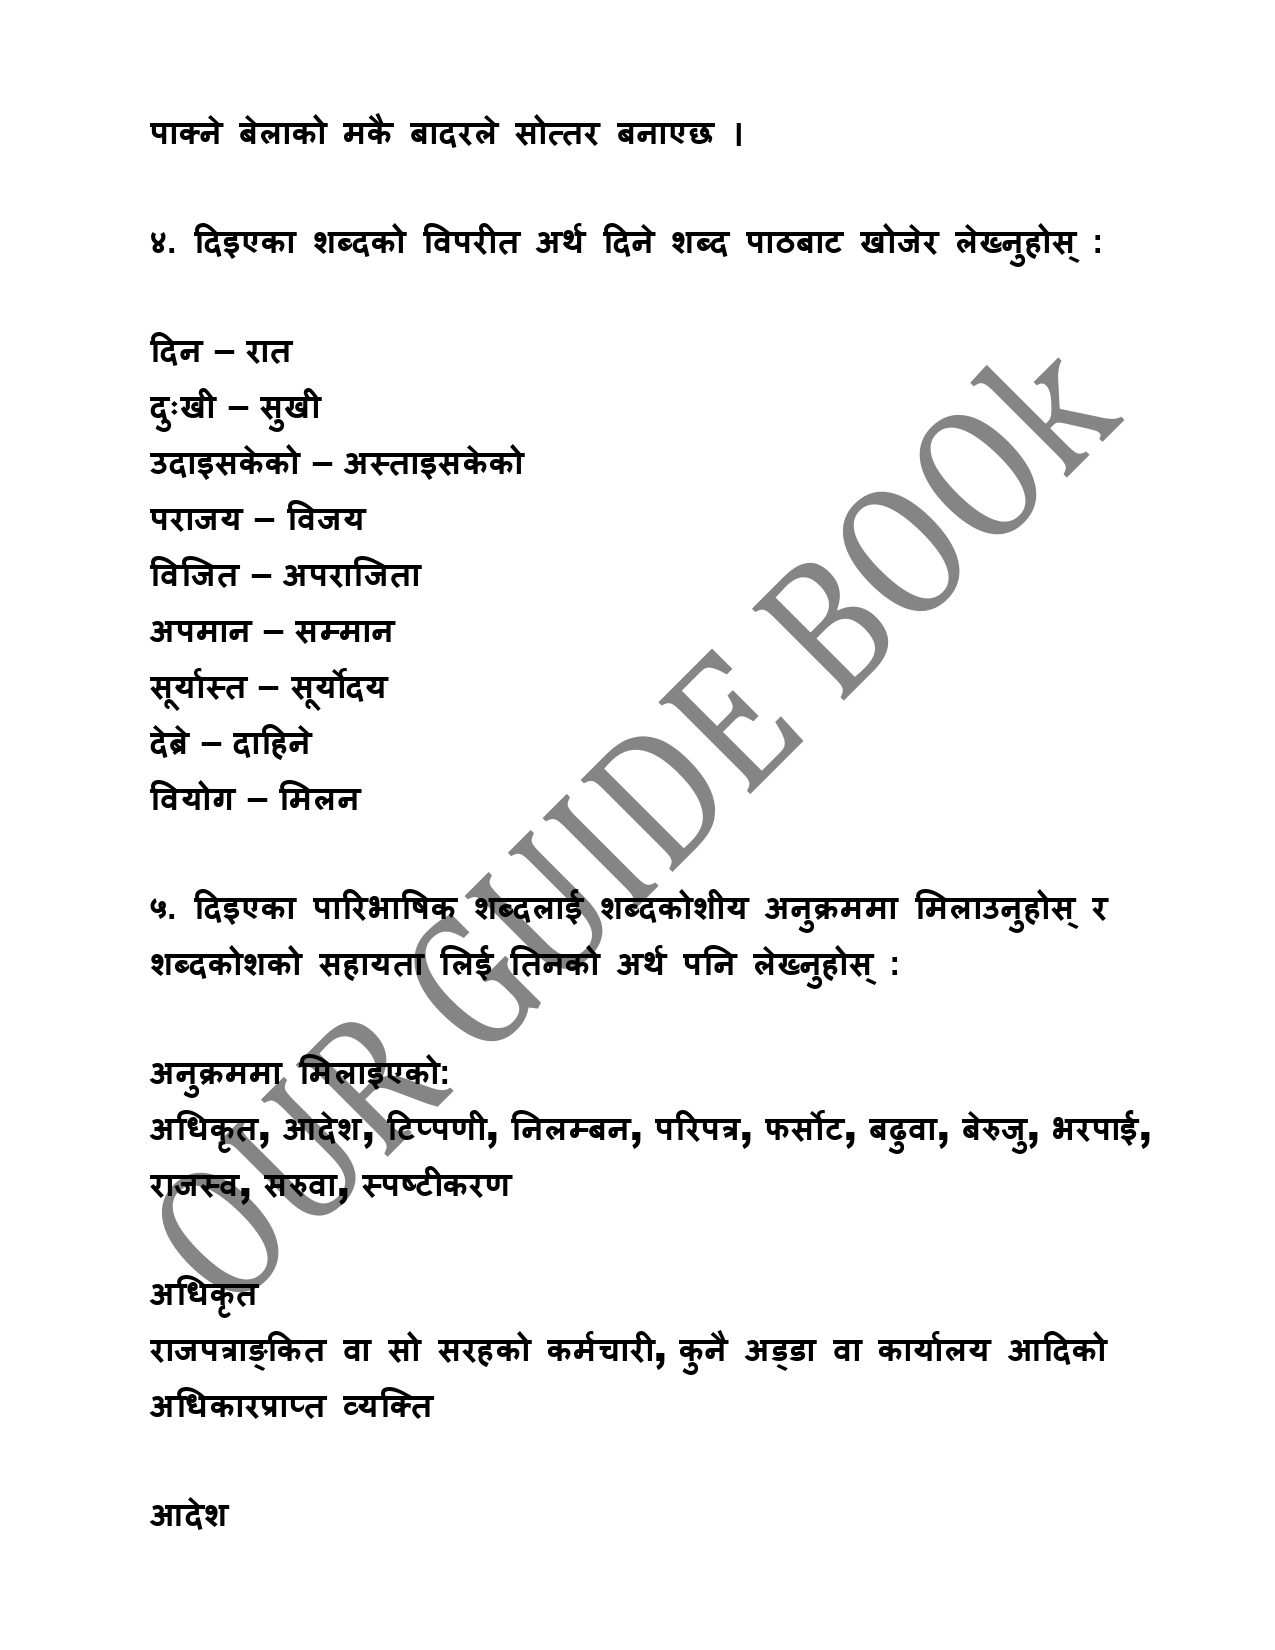 पाक्ने बेलाको मकै बादरले सोत्तर बनाएछ ।
४. दिइएका शब्दको विपरीत अर्थ दिने शब्द पाठबाट खोजेर लेख्नुहोस् :
दिन – रात
दुःखी – सुखी
उदाइसकेको – अस्ताइसकेको
पराजय – विजय
विजित – अपराजिता
अपमान – सम्मान
सूर्यास्त – सूर्योदय
देब्रे – दाहिने
वियोग – मिलन
५. दिइएका पारिभाषिक शब्दलाई शब्दकोशीय अनुक्रममा मिलाउनुहोस् र
शब्दकोशको सहायता लिई तिनको अर्थ पनि लेख्नुहोस् :
अनुक्रममा मिलाइएको:
अधिकृत, आदेश, टिप्पणी, निलम्बन, परिपत्र, फर्सोट, बढुवा, बेरुजु, भरपाई,
राजस्व, सरुवा, स्पष्टीकरण
अधिकृत
राजपत्राङ्कित वा सो सरहको कर्मचारी, कुनै अड्डा वा कार्यालय आदिको
अधिकारप्राप्त व्यक्ति
आदेश
OUR GUIDE BOOk